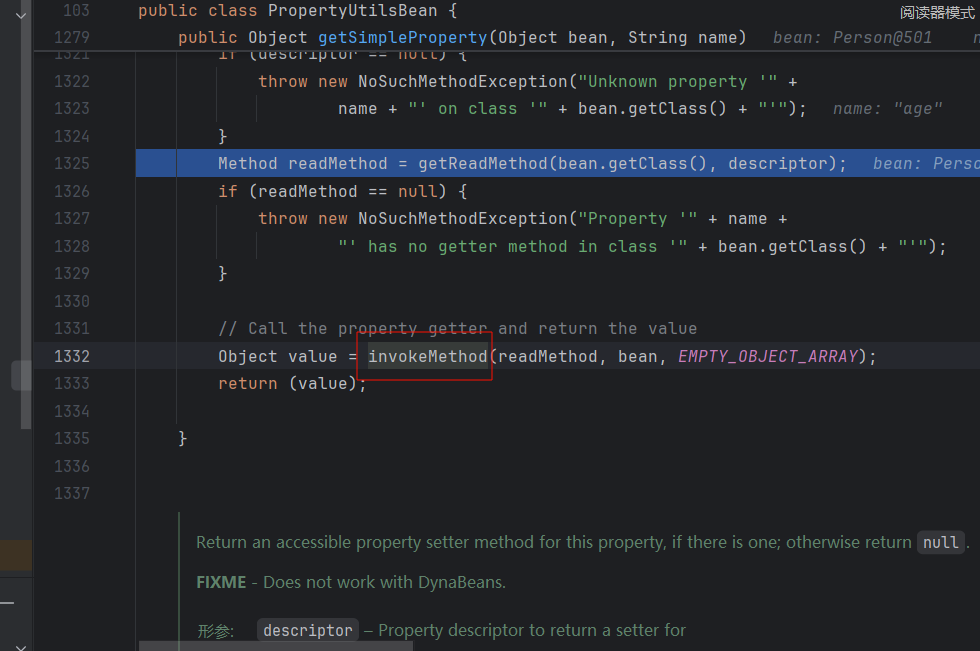 阅读器模式
103 public class PropertyUtilsBean {
1279 public Object getSimpleProperty(Object bean, String name) bean: Person@501
1321 if (descriptor == null) {
1322 throw new NoSuchMethodException("Unknown property '" +
1323 name + "' on class '" + bean.getClass() + "'"); name: "age"
1324 }
1325 Method readMethod = getReadMethod(bean.getClass(), descriptor); bean: Perso
1326 if (readMethod == null) {
1327 throw new NoSuchMethodException("Property '" + name +
1328 "' has no getter method in class '" + bean.getClass() + "'");
1329 }
1330
1331 // Call the property getter and return the value
1332 Object value = invokeMethod(readMethod, bean, EMPTY_OBJECT_ARRAY);
1333 return (value);
1334
1335 }
1336
1337
Return an accessible property setter method for this property, if there is one; otherwise return null.
FIXME - Does not work with DynaBeans.
形参: descriptor – Property descriptor to return a setter for